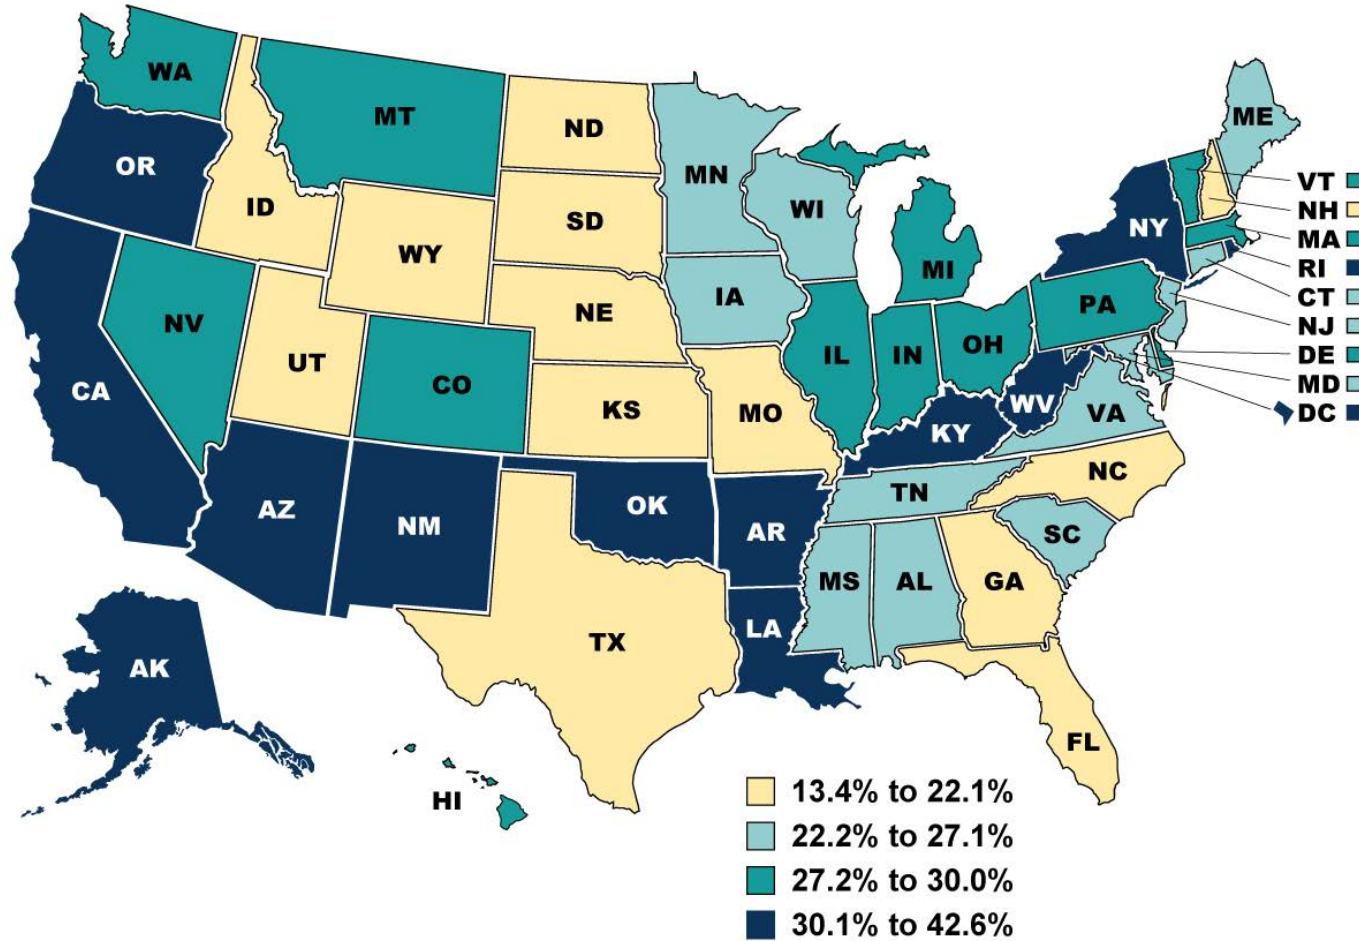 WA
MT
ND
MN
ME
OR
ID
SD
WI
VT
NH
WY
NY
MA
MI
RI
IA
CT
NE
PA
NV
NJ
UT
IL
IN
OH
DE
CA
CO
MD
KS
MO
WV
VA
DC
KY
NC
AZ
NM
OK
TN
AR
SC
MS
AL
GA
LA
TX
AK
FL
HI
13.4% to 22.1%
22.2% to 27.1%
27.2% to 30.0%
30.1% to 42.6%